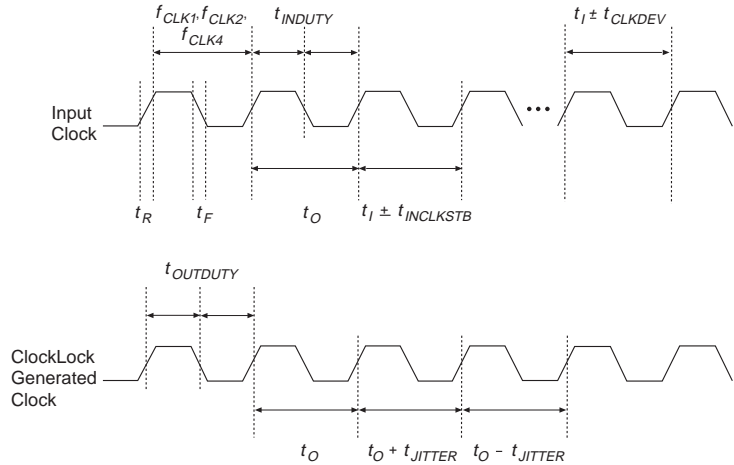 fCLK1, fCLK2,
fCLK4
tINDUTY
tI ± tCLKDEV
Input
Clock
tR
tF
tO
tI ± tINCLKSTB
tOUTDUTY
ClockLock
Generated
Clock
tO
tO + tJITTER
tO – tJITTER